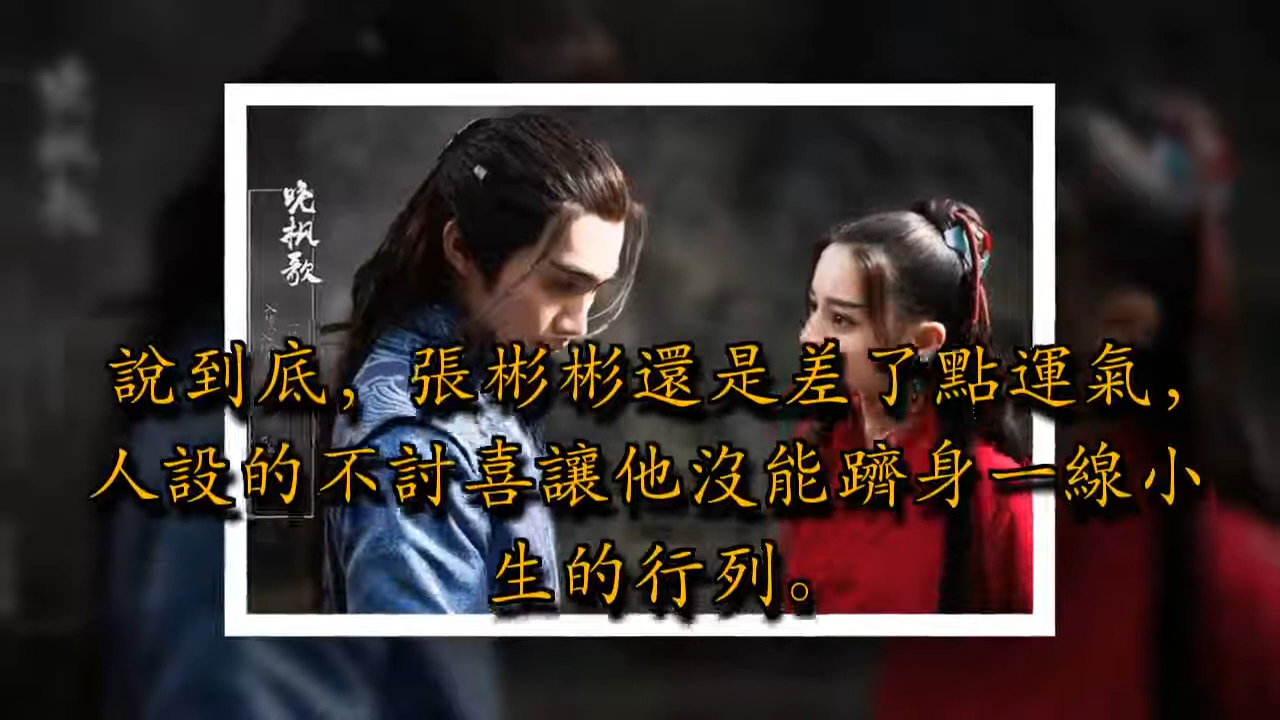 晚枫歌
說到底，張彬彬還是差了點運氣，
人設的不討喜讓他沒能躋身一線小
生的行列。